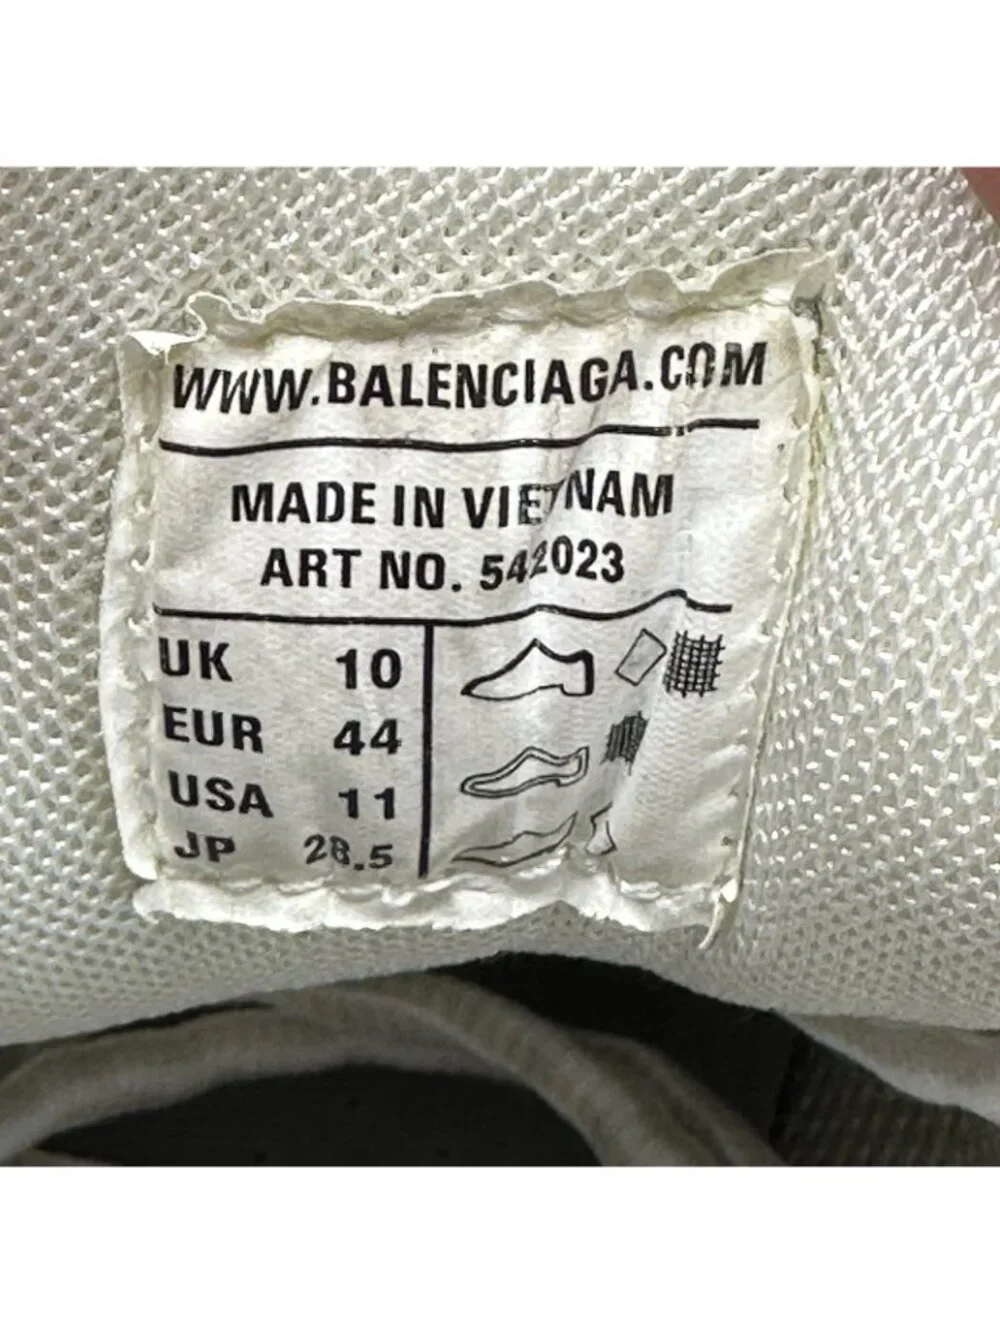 WWW.BALENCIAGA.COM
MADE IN VIETNAM
ART NO. 542023
UK 10
EUR 44
USA 11
JP 28.5